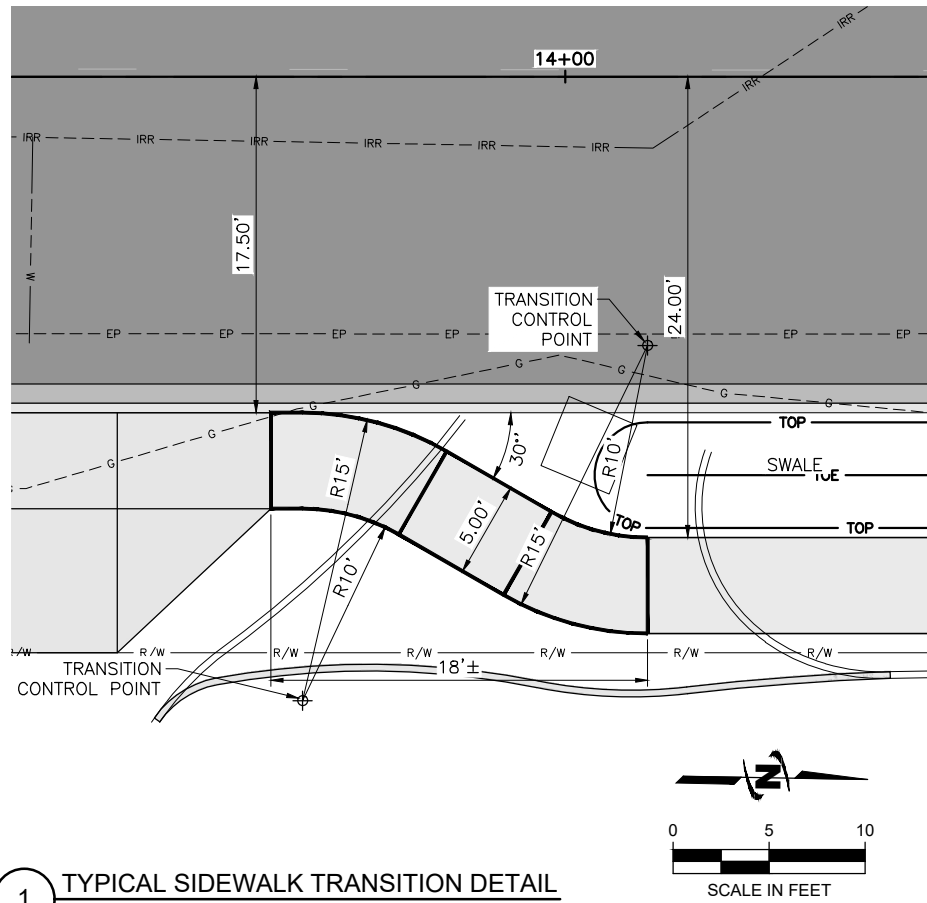 14+00
IRR
IRR
IRR
IRR
IRR
IRR
IRR
IRR
17.50'
W
TRANSITION
CONTROL
POINT
24.00'
EP
EP
EP
EP
EP
EP
G
G
G
G
G
G
TOP
30°
R10'
SWALE
TOE
R15'
5.00'
TOP
TOP
R15'
R10'
R/W
R/W
R/W
R/W
R/W
R/W
R/W
TRANSITION
CONTROL POINT
18'±
N
0 5 10
SCALE IN FEET
1
TYPICAL SIDEWALK TRANSITION DETAIL